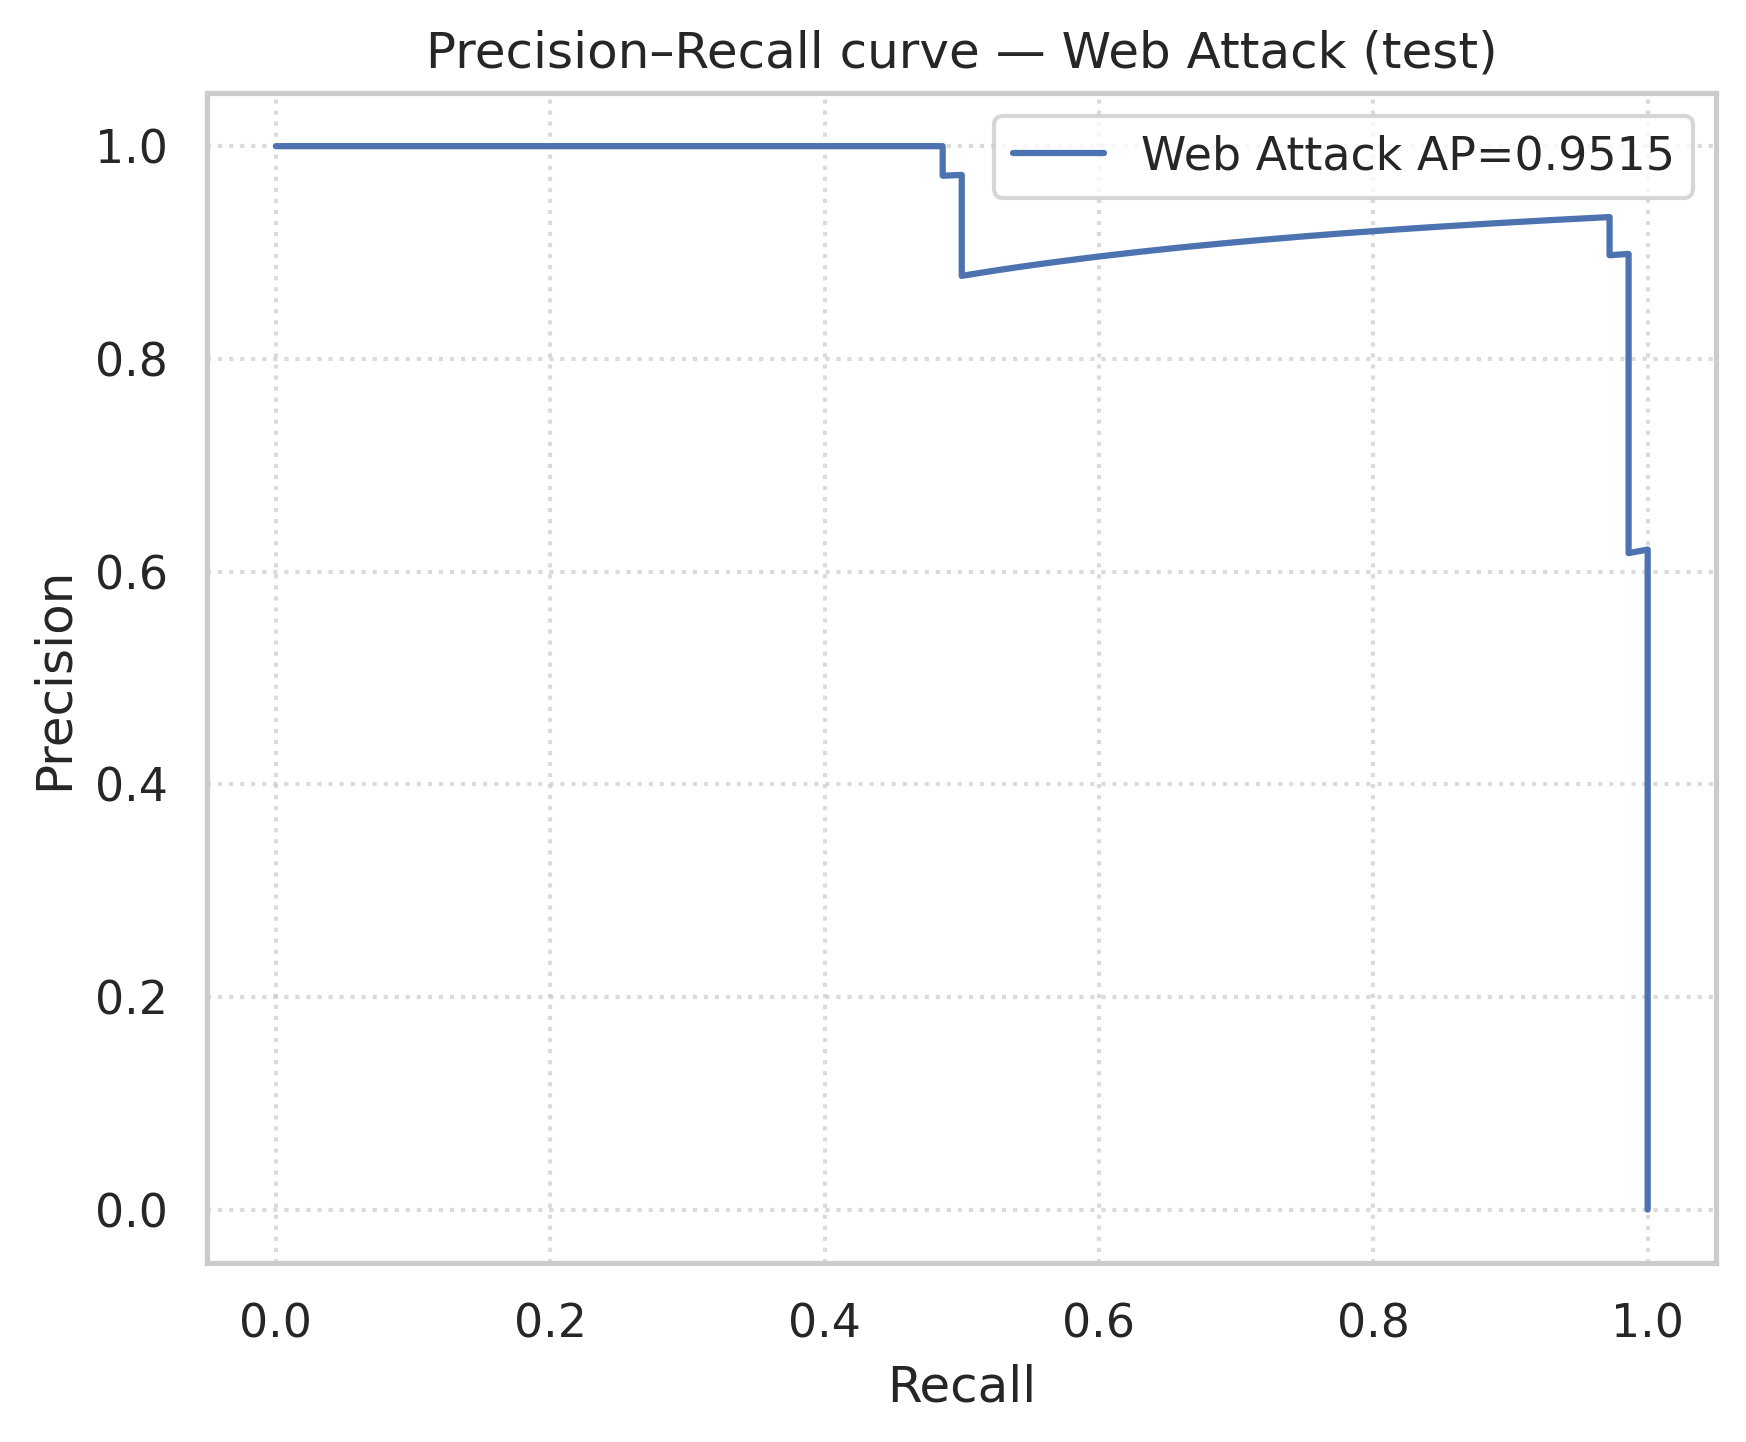 Precision–Recall curve — Web Attack (test)
Web Attack AP=0.9515
1.0
0.8
0.6
0.4
0.2
0.0
Precision
0.0 0.2 0.4 0.6 0.8 1.0
Recall